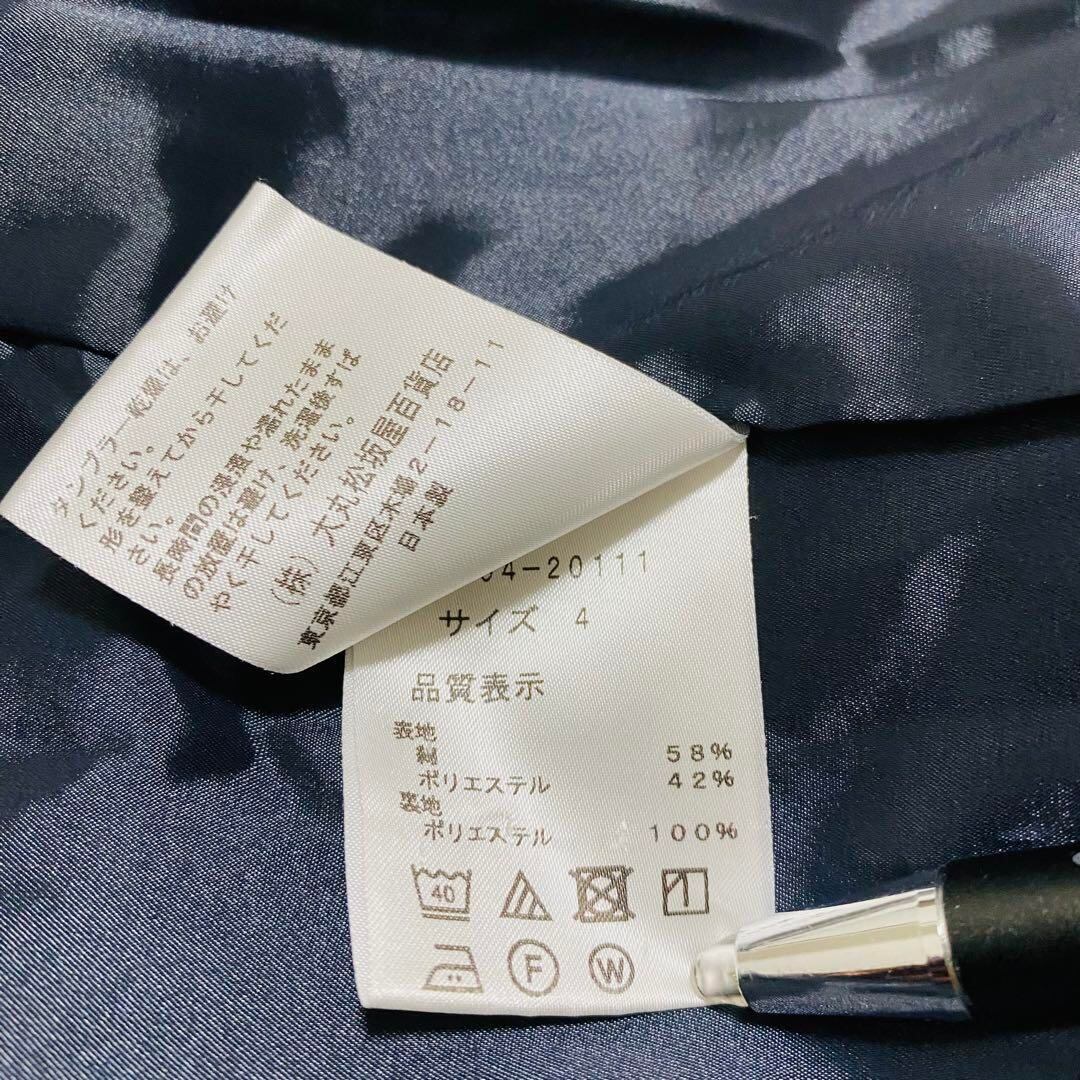 タンブラー乾燥は、お避け
ください。
形を整えてから干してくだ
さい。
長時間の浸漬や濡れたまま
の放置は避け、洗濯後すば
やく干してください。
(株) 大丸松坂屋百貨店
東京都江東区木場2-18-11
日本製
04-20111
サイズ 4
品質表示
表地
58%
ポリエステル 42%
裏地
ポリエステル 100%
40
F
W